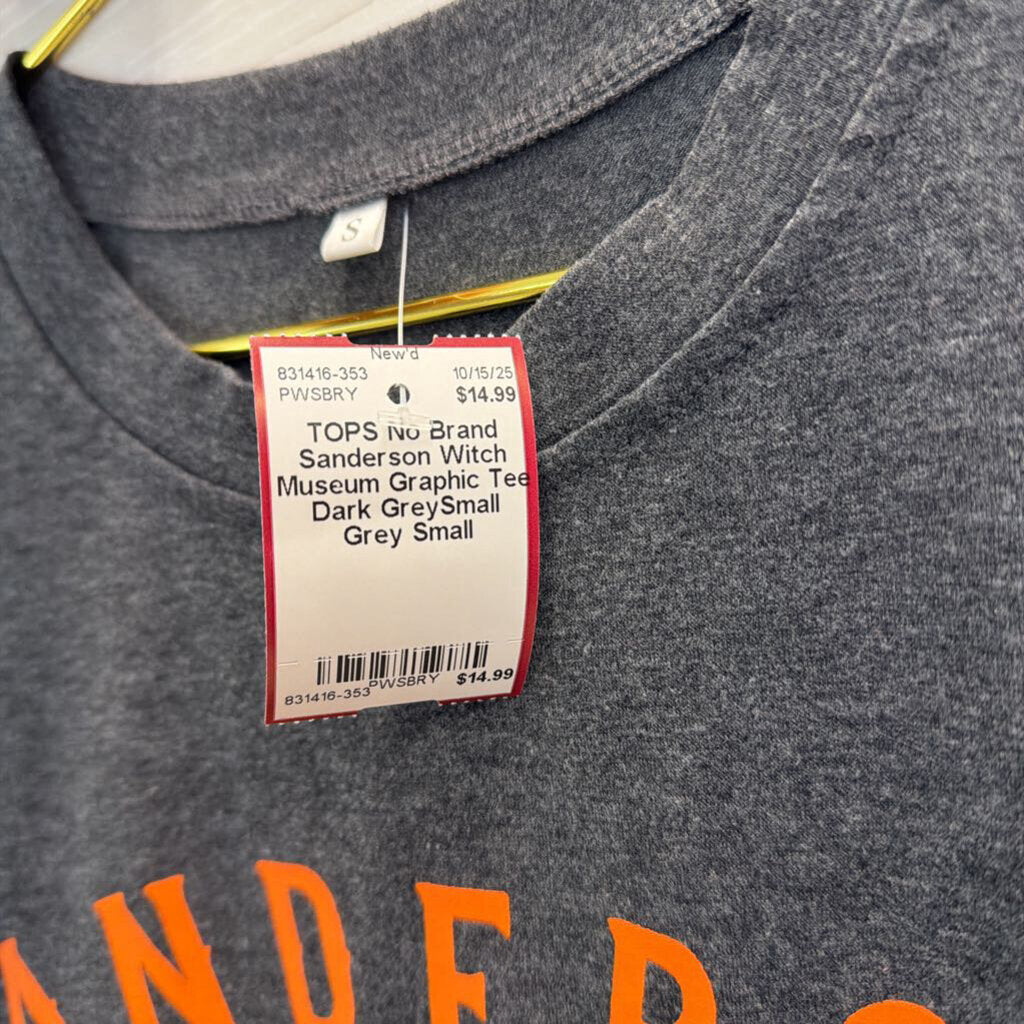 S
New'd
831416-353 10/15/25
PWSBRY $14.99
TOPS No Brand
Sanderson Witch
Museum Graphic Tee
Dark GreySmall
Grey Small
PWSBRY $14.99
831416-353
ANDERS